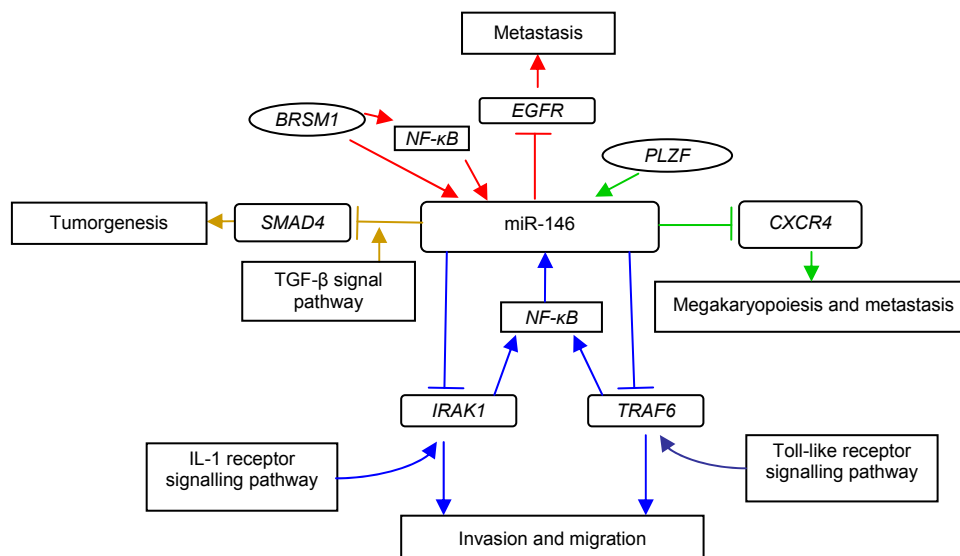 Metastasis
EGFR
BRSM1
NF-κB
PLZF
Tumorgenesis
SMAD4
miR-146
CXCR4
TGF-β signal
pathway
Megakaryopoiesis and metastasis
NF-κB
IRAK1
TRAF6
IL-1 receptor
signalling pathway
Toll-like receptor
signalling pathway
Invasion and migration